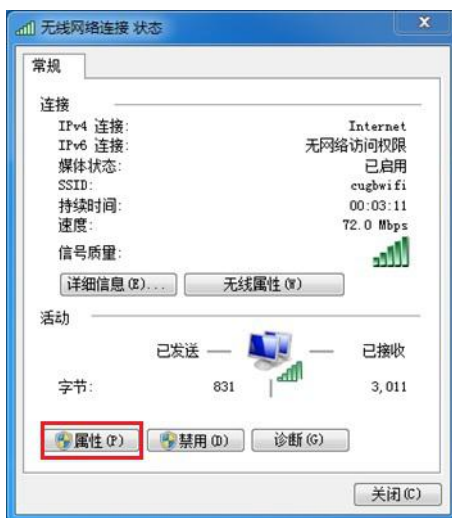 无线网络连接 状态
常规
连接
IPv4 连接: Internet
IPv6 连接: 无网络访问权限
媒体状态: 已启用
SSID: cugbwifi
持续时间: 00:03:11
速度: 72.0 Mbps
信号质量:
详细信息(E)... 无线属性(W)
活动
已发送 — — 已接收
字节: 831 3,011
属性(P) 禁用(D) 诊断(G)
关闭(C)